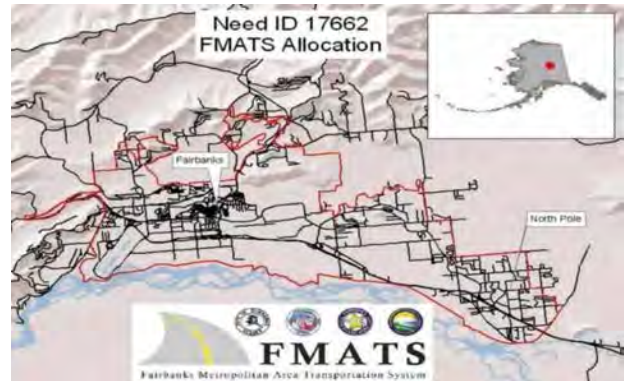 Need ID 17662
FMATS Allocation
Fairbanks
North Pole
FMATS
Fairbanks Metropolitan Area Transportation System